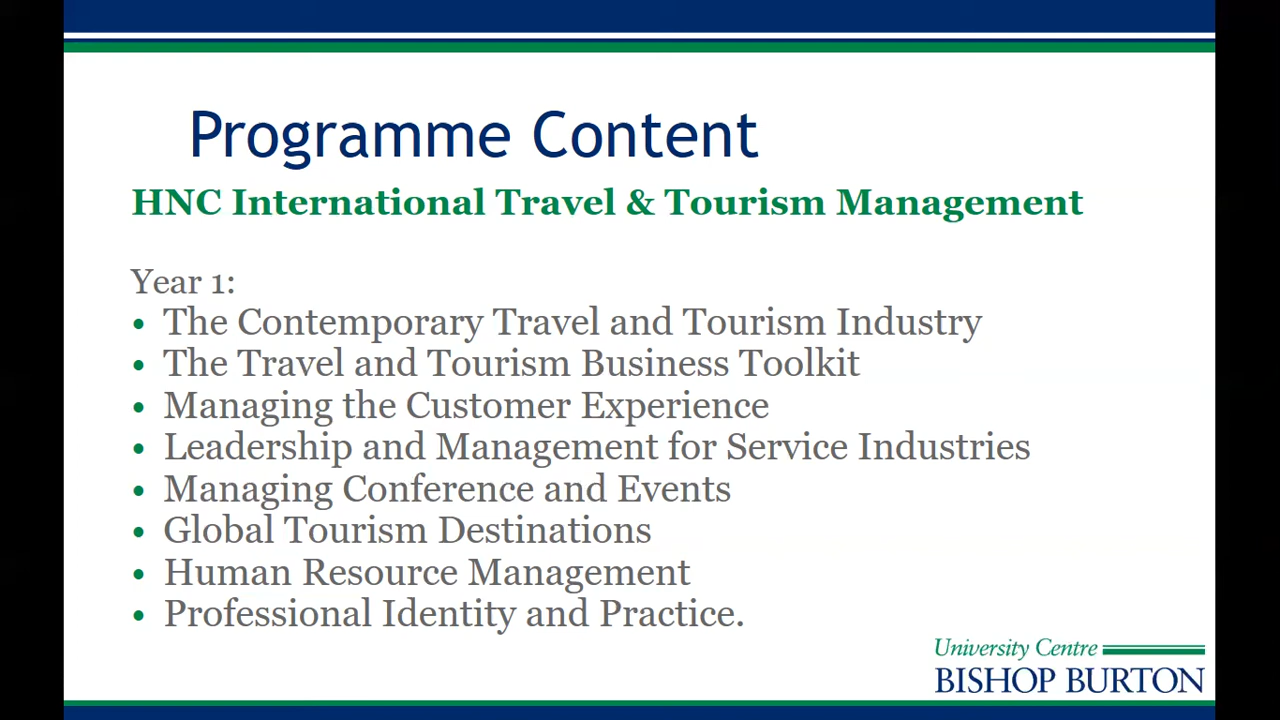 Programme Content
HNC International Travel & Tourism Management
Year 1:
• The Contemporary Travel and Tourism Industry
• The Travel and Tourism Business Toolkit
• Managing the Customer Experience
• Leadership and Management for Service Industries
• Managing Conference and Events
• Global Tourism Destinations
• Human Resource Management
• Professional Identity and Practice.
University Centre
BISHOP BURTON